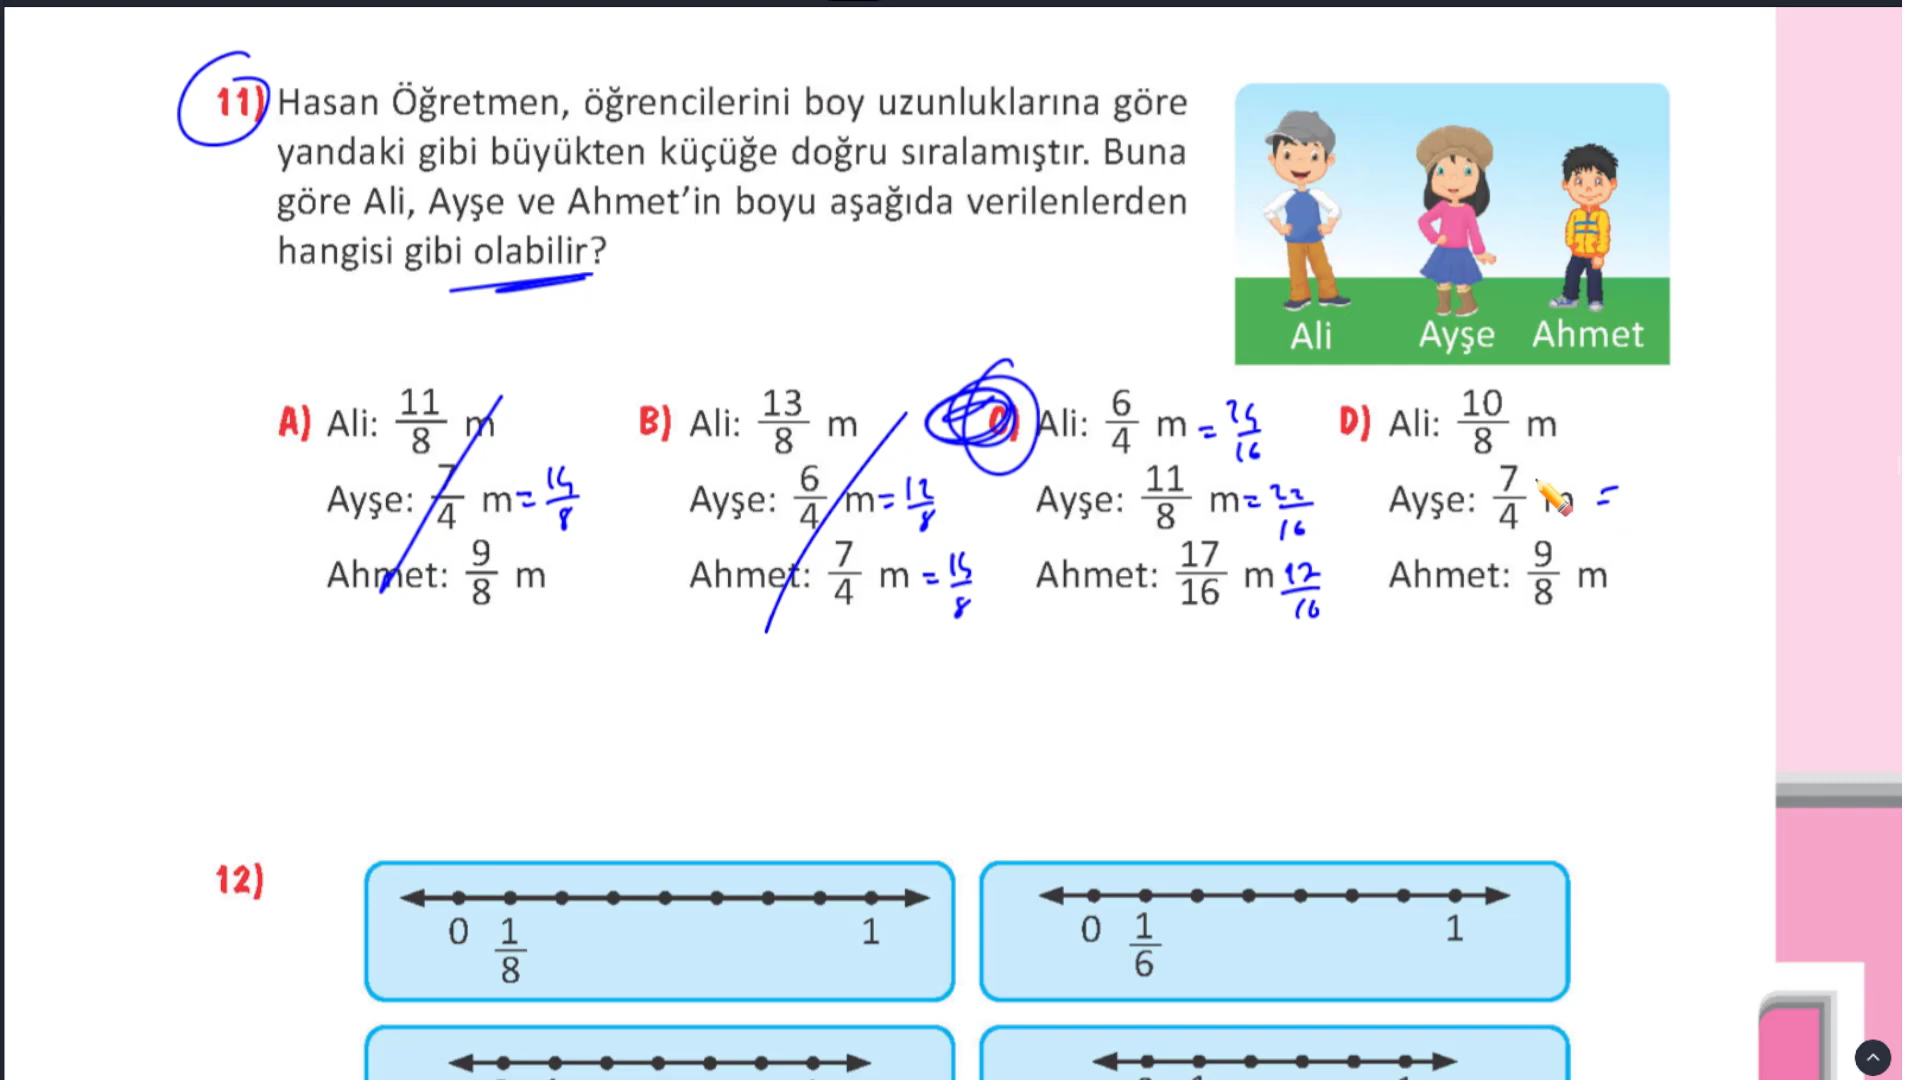 11) Hasan Öğretmen, öğrencilerini boy uzunluklarına göre
yandaki gibi büyükten küçüğe doğru sıralamıştır. Buna
göre Ali, Ayşe ve Ahmet’in boyu aşağıda verilenlerden
hangisi gibi olabilir?
Ali Ayşe Ahmet
A) Ali: 11/8 m
Ayşe: 7/4 m = 14/8
Ahmet: 9/8 m
B) Ali: 13/8 m
Ayşe: 6/4 m = 12/8
Ahmet: 7/4 m = 14/8
C) Ali: 6/4 m = 24/16
Ayşe: 11/8 m = 22/16
Ahmet: 17/16 m 17/16
D) Ali: 10/8 m
Ayşe: 7/4 m =
Ahmet: 9/8 m
12)
0 1/8 1
0 1/6 1